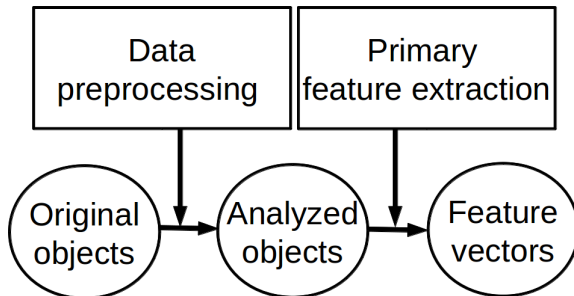 Data
preprocessing
Primary
feature extraction
Original
objects
Analyzed
objects
Feature
vectors